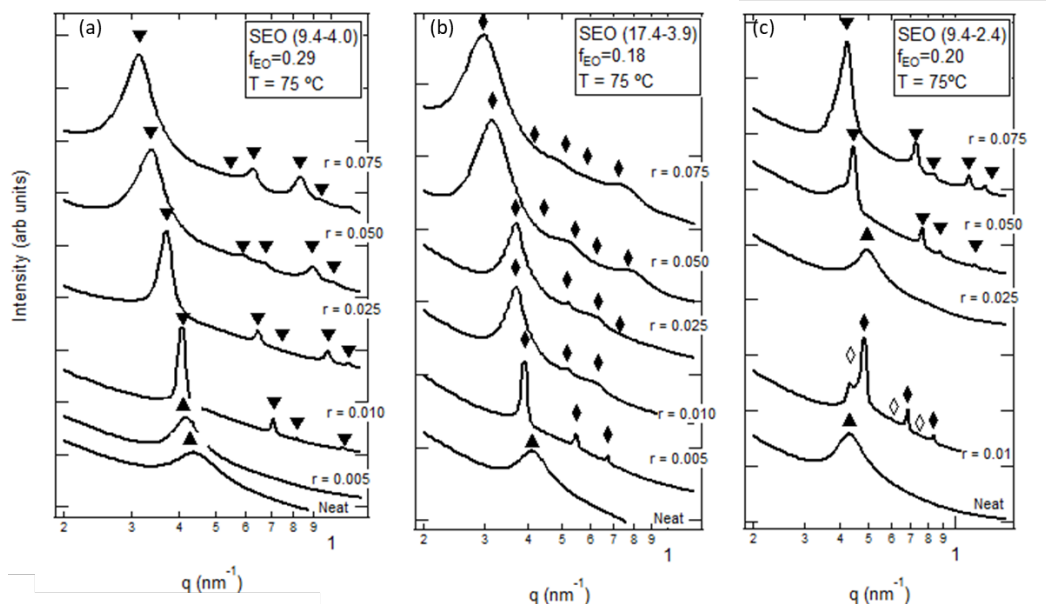 (a)
SEO (9.4-4.0)
fEO=0.29
T = 75 ºC
r = 0.075
r = 0.050
r = 0.025
r = 0.010
r = 0.005
Neat
2 3 4 5 6 7 8 9
1
q (nm-1)
Intensity (arb units)
(b)
SEO (17.4-3.9)
fEO=0.18
T = 75 ºC
r = 0.075
r = 0.050
r = 0.025
r = 0.010
r = 0.005
Neat
2 3 4 5 6 7 8 9
1
q (nm-1)
(c)
SEO (9.4-2.4)
fEO=0.20
T = 75ºC
r = 0.075
r = 0.050
r = 0.025
r = 0.01
Neat
2 3 4 5 6 7 8 9
1
q (nm-1)